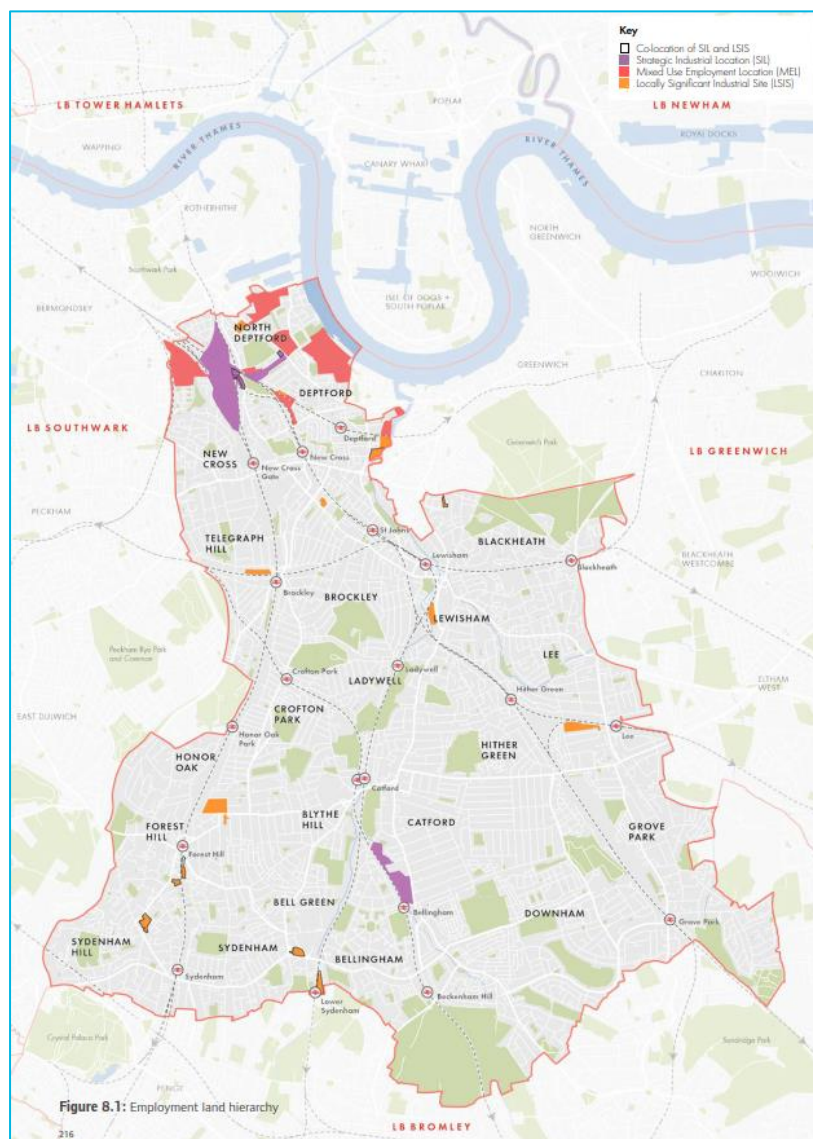 Key
Co-location of SIL and LSIS
Strategic Industrial Location (SIL)
Mixed Use Employment Location (MEL)
Locally Significant Industrial Site (LSIS)
LB TOWER HAMLETS
POPLAR
LB NEWHAM
WAPPING
RIVER THAMES
CANARY WHARF
RIVER THAMES
ROYAL DOCKS
ROTHERHITHE
NORTH
GREENWICH
Southwark Park
WOOLWICH
BERMONDSEY
ISLE OF DOGS +
SOUTH POPLAR
NORTH
DEPTFORD
GREENWICH
CHARLTON
DEPTFORD
LB SOUTHWARK
Deptford
Greenwich Park
LB GREENWICH
NEW
CROSS
New Cross
New Cross
Gate
PECKHAM
St Johns
TELEGRAPH
HILL
BLACKHEATH
Lewisham
Blackheath
BLACKHEATH
WESTCOMBE
Brockley
BROCKLEY
LEWISHAM
Peckham Rye Park
and Common
LEE
Ladywell
Crofton Park
LADYWELL
ELTHAM
WEST
Hither Green
CROFTON
PARK
EAST DULWICH
Honor Oak
Park
Lee
HITHER
GREEN
HONOR
OAK
Catford
BLYTHE
HILL
CATFORD
GROVE
PARK
FOREST
HILL
Forest Hill
BELL GREEN
Bellingham
DOWNHAM
Grove Park
SYDENHAM
HILL
SYDENHAM
BELLINGHAM
Sydenham
Lower
Sydenham
Beckenham Hill
Crystal Palace Park
Sundridge Park
PENGE
Figure 8.1: Employment land hierarchy
216
LB BROMLEY